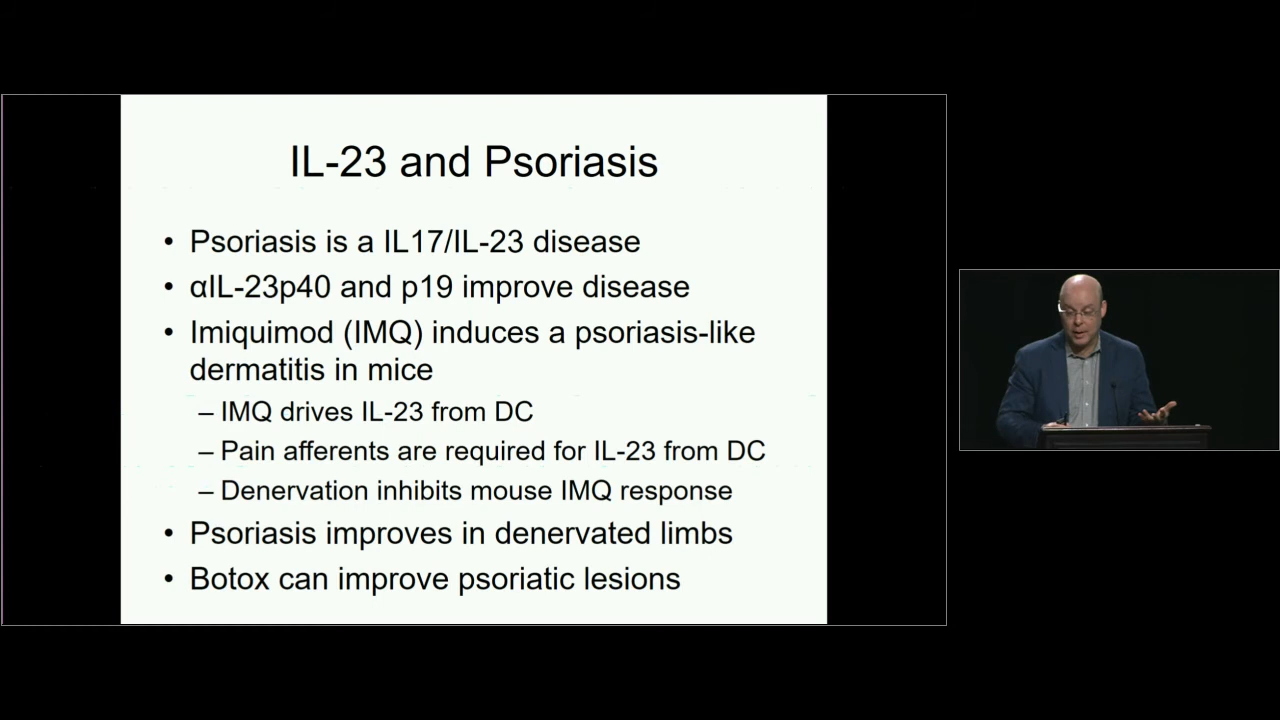 IL-23 and Psoriasis
• Psoriasis is a IL17/IL-23 disease
• αIL-23p40 and p19 improve disease
• Imiquimod (IMQ) induces a psoriasis-like
dermatitis in mice
– IMQ drives IL-23 from DC
– Pain afferents are required for IL-23 from DC
– Denervation inhibits mouse IMQ response
• Psoriasis improves in denervated limbs
• Botox can improve psoriatic lesions